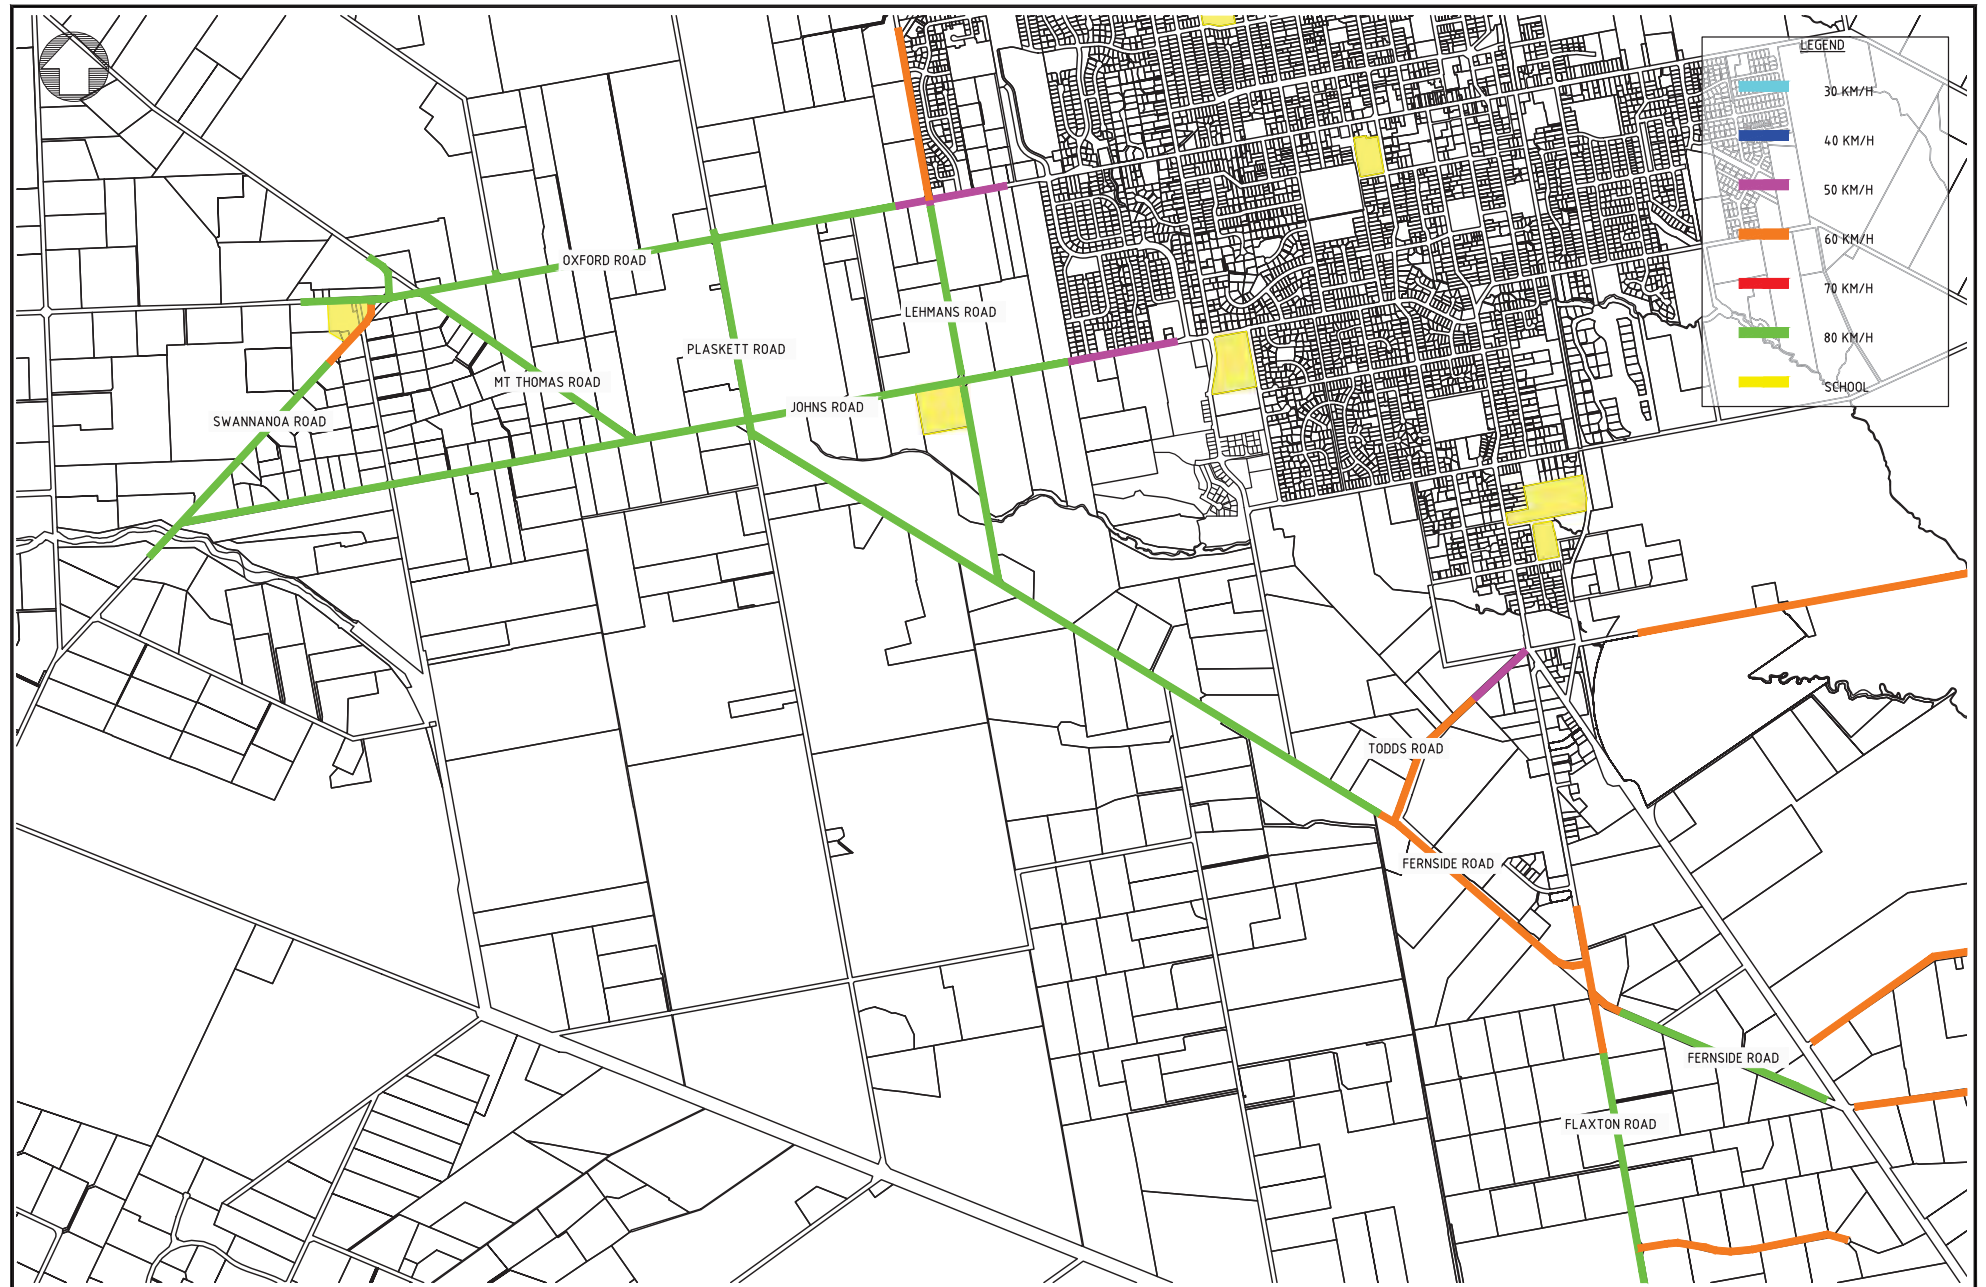 LEGEND
30 KM/H
40 KM/H
50 KM/H
60 KM/H
70 KM/H
80 KM/H
SCHOOL
OXFORD ROAD
LEHMANS ROAD
PLASKETT ROAD
MT THOMAS ROAD
JOHNS ROAD
SWANNANOA ROAD
TODDS ROAD
FERNSIDE ROAD
FERNSIDE ROAD
FLAXTON ROAD